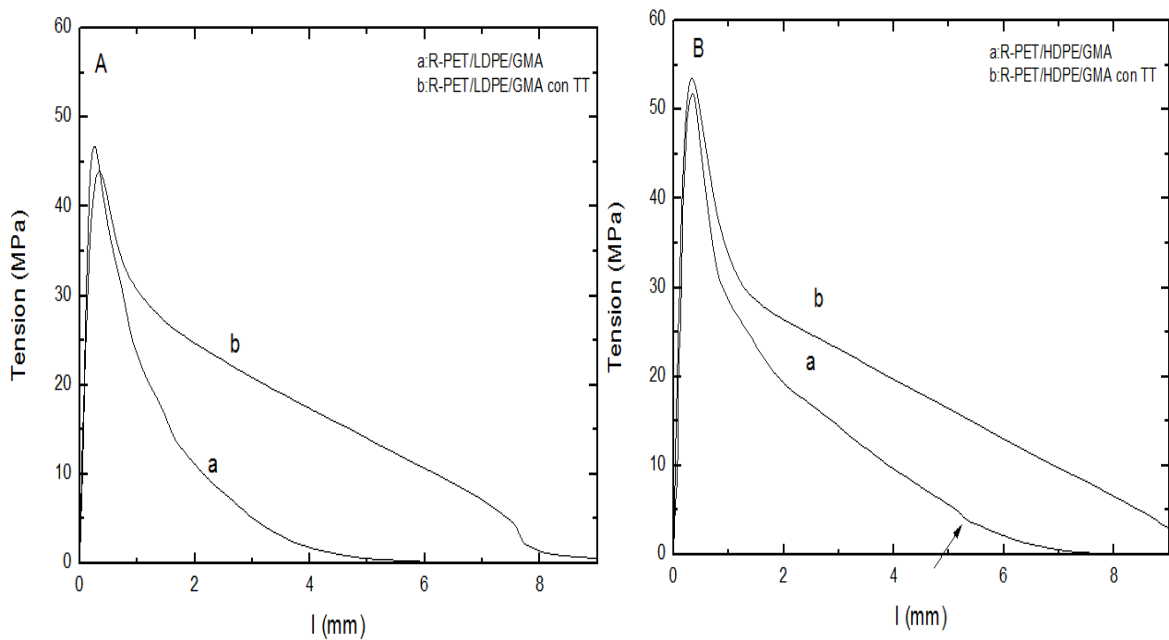 60
50
40
30
20
10
0
Tension (MPa)
A
a:R-PET/LDPE/GMA
b:R-PET/LDPE/GMA con TT
b
a
0 2 4 6 8
l (mm)
60
50
40
30
20
10
0
Tension (MPa)
B
a:R-PET/HDPE/GMA
b:R-PET/HDPE/GMA con TT
b
a
0 2 4 6 8
l (mm)